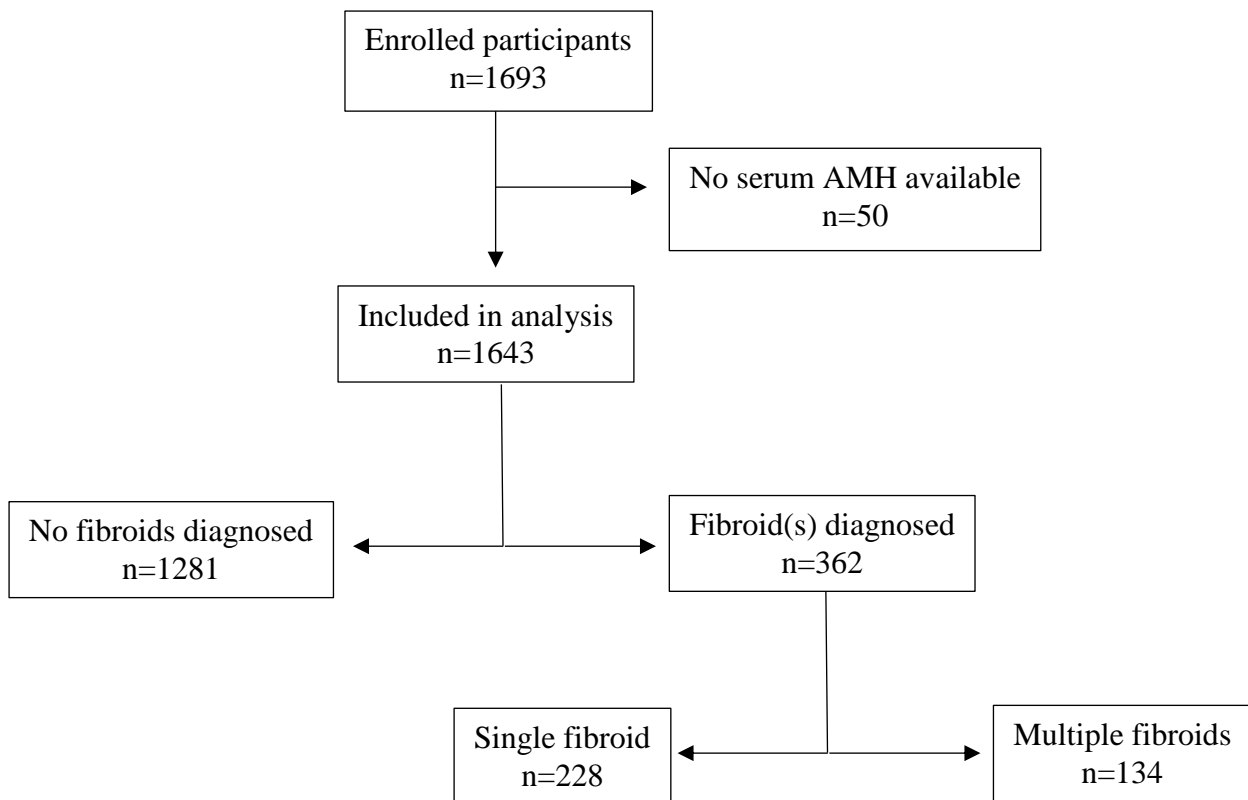 Enrolled participants
n=1693
No serum AMH available
n=50
Included in analysis
n=1643
No fibroids diagnosed
n=1281
Fibroid(s) diagnosed
n=362
Single fibroid
n=228
Multiple fibroids
n=134